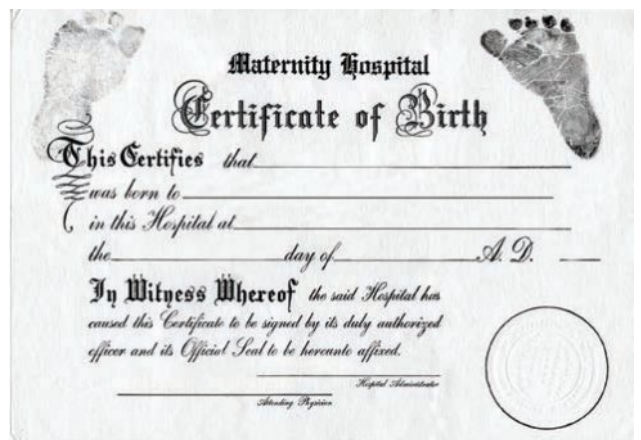 Maternity Hospital
Certificate of Birth
This Certifies that
was born to
in this Hospital at
the day of A. D.
In Witness Whereof the said Hospital has
caused this Certificate to be signed by its duly authorized
officer and its Official Seal to be hereunto affixed.
Hospital Administrator
Attending Physician